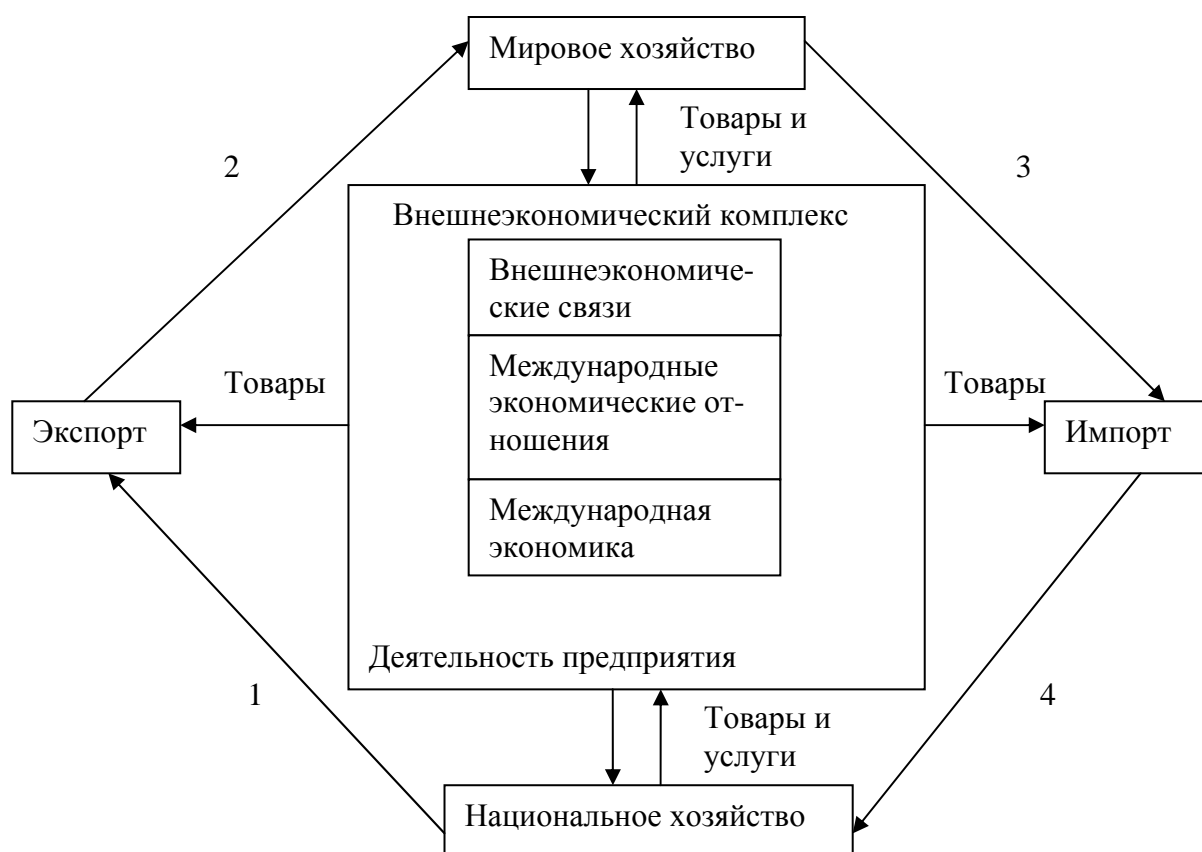 Мировое хозяйство
Товары и
услуги
2
3
Внешнеэкономический комплекс
Внешнеэкономиче-
ские связи
Международные
экономические от-
ношения
Товары
Товары
Экспорт
Импорт
Международная
экономика
Деятельность предприятия
1
4
Товары и
услуги
Национальное хозяйство